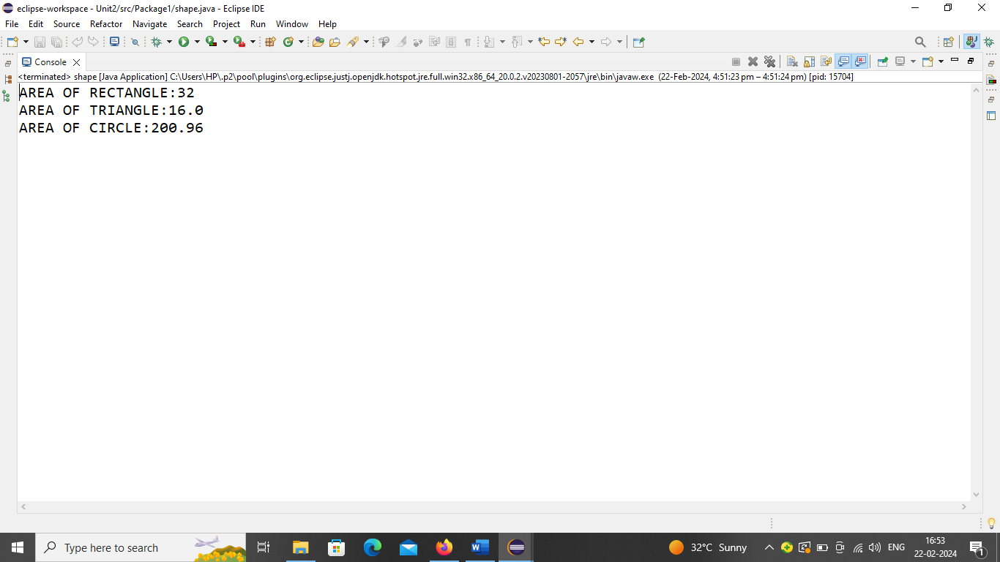 eclipse-workspace - Unit2/src/Package1/shape.java - Eclipse IDE
File Edit Source Refactor Navigate Search Project Run Window Help
Console
<terminated> shape [Java Application] C:\Users\HP\.p2\pool\plugins\org.eclipse.justj.openjdk.hotspot.jre.full.win32.x86_64_20.0.2.v20230801-2057\jre\bin\javaw.exe (22-Feb-2024, 4:51:23 pm – 4:51:24 pm) [pid: 15704]
AREA OF RECTANGLE:32
AREA OF TRIANGLE:16.0
AREA OF CIRCLE:200.96
Type here to search
32°C Sunny
ENG
16:53
22-02-2024
1